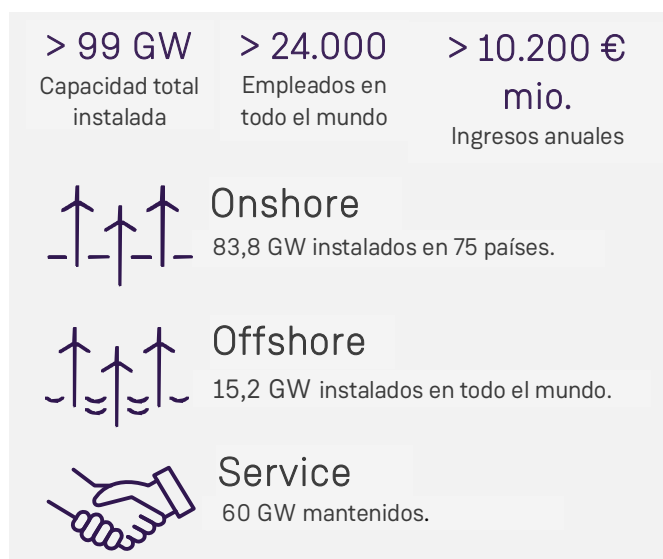 > 99 GW
Capacidad total
instalada
> 24.000
Empleados en
todo el mundo
> 10.200 €
mio.
Ingresos anuales
Onshore
83,8 GW instalados en 75 países.
Offshore
15,2 GW instalados en todo el mundo.
Service
60 GW mantenidos.